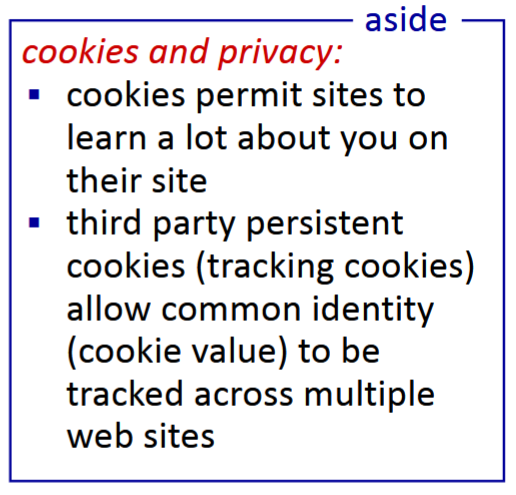 aside
cookies and privacy:
▪ cookies permit sites to
learn a lot about you on
their site
▪ third party persistent
cookies (tracking cookies)
allow common identity
(cookie value) to be
tracked across multiple
web sites